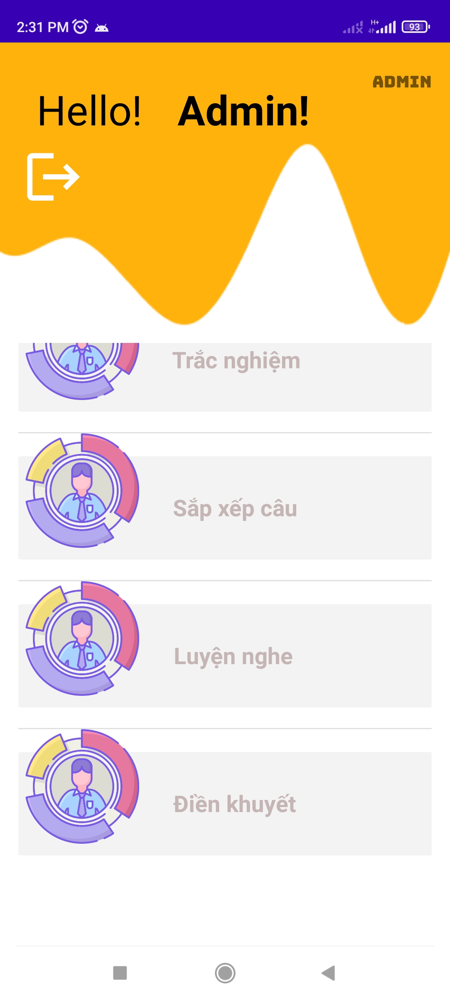 2:31 PM
H+
93
ADMIN
Hello! Admin!
Trắc nghiệm
Sắp xếp câu
Luyện nghe
Điền khuyết